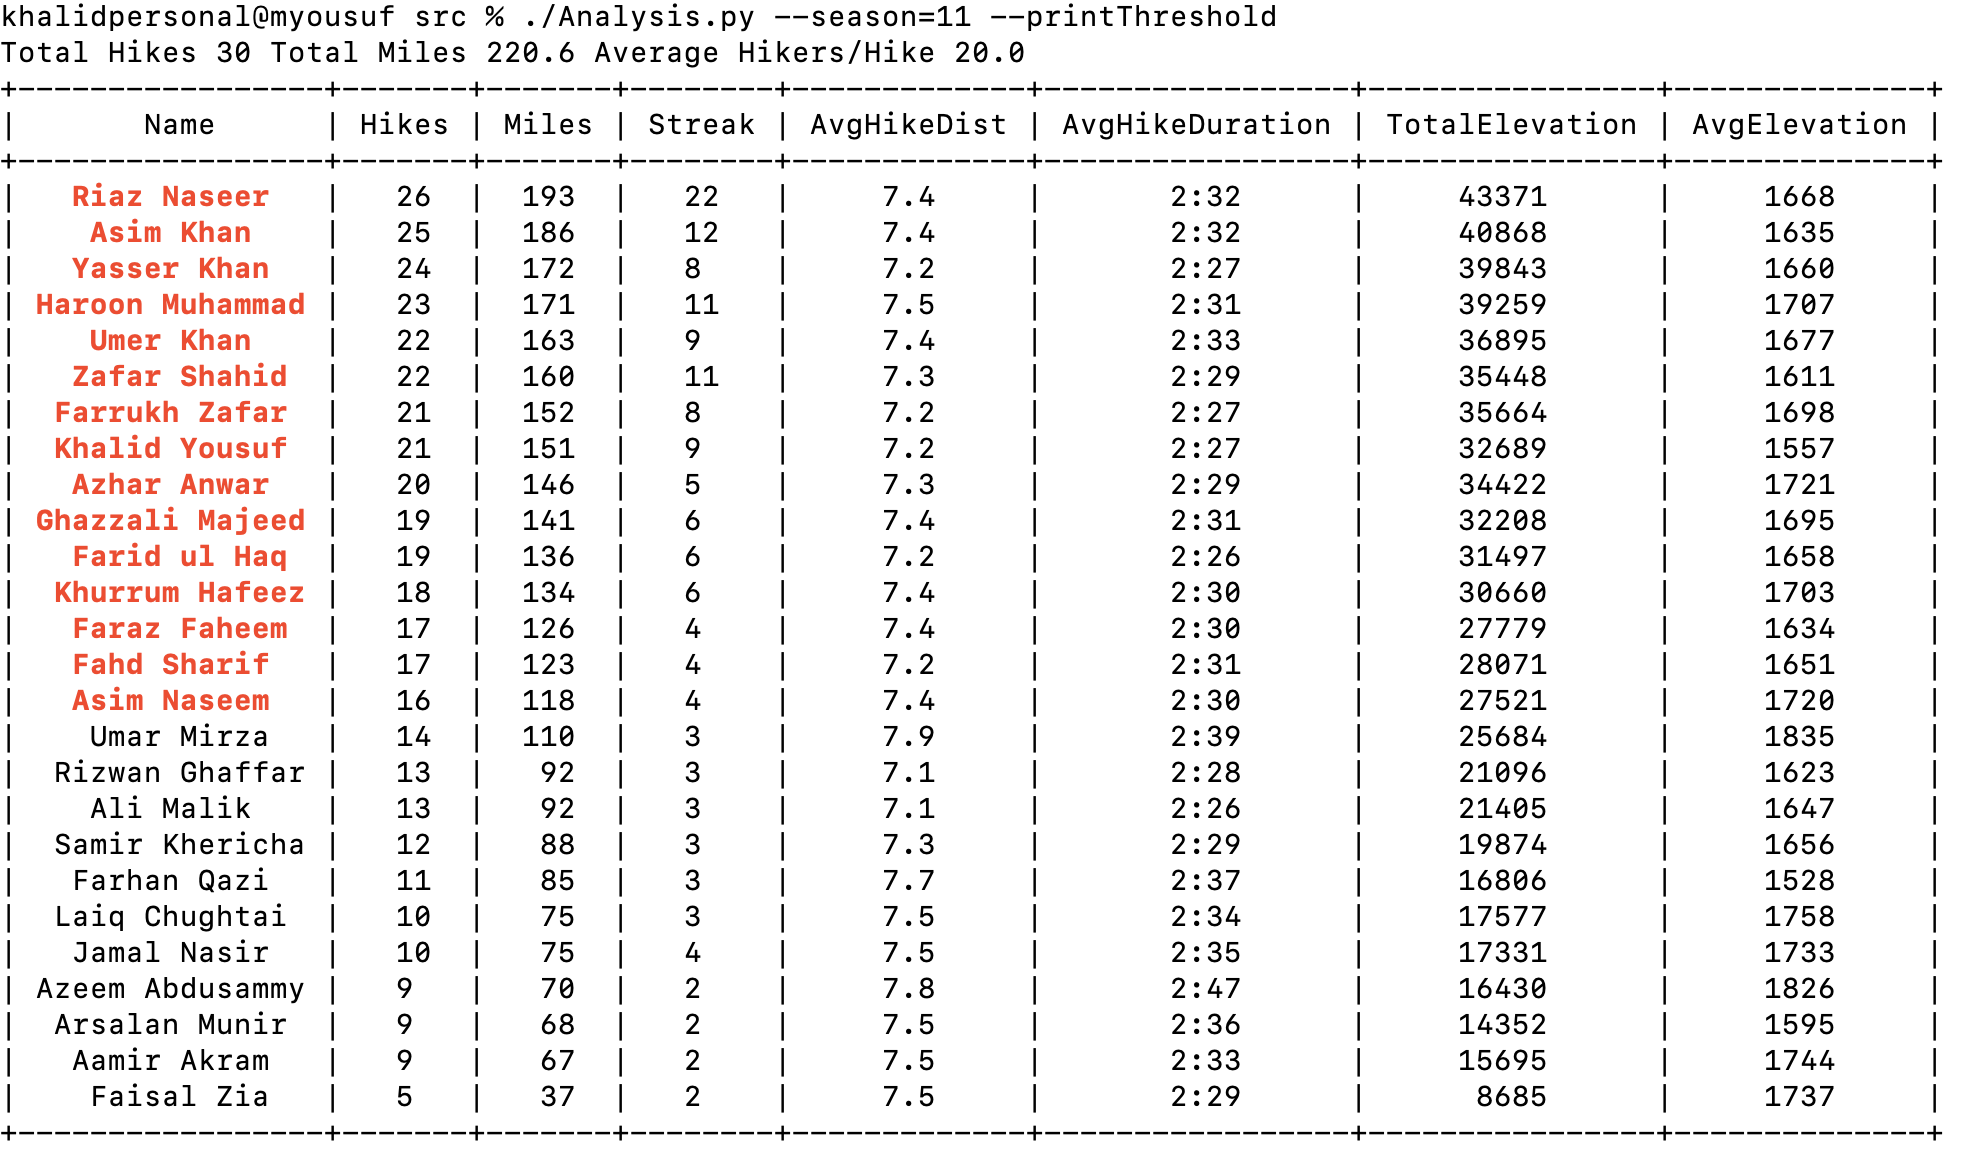 khalidpersonal@myousuf src % ./Analysis.py --season=11 --printThreshold
Total Hikes 30 Total Miles 220.6 Average Hikers/Hike 20.0
+------------------+-------+-------+--------+-------------+-----------------+----------------+--------------+
|       Name       | Hikes | Miles | Streak | AvgHikeDist | AvgHikeDuration | TotalElevation | AvgElevation |
+------------------+-------+-------+--------+-------------+-----------------+----------------+--------------+
|   Riaz Naseer    |   26  |  193  |   22   |     7.4     |       2:32      |     43371      |     1668     |
|    Asim Khan     |   25  |  186  |   12   |     7.4     |       2:32      |     40868      |     1635     |
|   Yasser Khan    |   24  |  172  |   8    |     7.2     |       2:27      |     39843      |     1660     |
| Haroon Muhammad  |   23  |  171  |   11   |     7.5     |       2:31      |     39259      |     1707     |
|    Umer Khan     |   22  |  163  |   9    |     7.4     |       2:33      |     36895      |     1677     |
|   Zafar Shahid   |   22  |  160  |   11   |     7.3     |       2:29      |     35448      |     1611     |
|  Farrukh Zafar   |   21  |  152  |   8    |     7.2     |       2:27      |     35664      |     1698     |
|  Khalid Yousuf   |   21  |  151  |   9    |     7.2     |       2:27      |     32689      |     1557     |
|   Azhar Anwar    |   20  |  146  |   5    |     7.3     |       2:29      |     34422      |     1721     |
| Ghazzali Majeed  |   19  |  141  |   6    |     7.4     |       2:31      |     32208      |     1695     |
|   Farid ul Haq   |   19  |  136  |   6    |     7.2     |       2:26      |     31497      |     1658     |
|  Khurrum Hafeez  |   18  |  134  |   6    |     7.4     |       2:30      |     30660      |     1703     |
|   Faraz Faheem   |   17  |  126  |   4    |     7.4     |       2:30      |     27779      |     1634     |
|   Fahd Sharif    |   17  |  123  |   4    |     7.2     |       2:31      |     28071      |     1651     |
|   Asim Naseem    |   16  |  118  |   4    |     7.4     |       2:30      |     27521      |     1720     |
|    Umar Mirza    |   14  |  110  |   3    |     7.9     |       2:39      |     25684      |     1835     |
|  Rizwan Ghaffar  |   13  |   92  |   3    |     7.1     |       2:28      |     21096      |     1623     |
|    Ali Malik     |   13  |   92  |   3    |     7.1     |       2:26      |     21405      |     1647     |
|  Samir Khericha  |   12  |   88  |   3    |     7.3     |       2:29      |     19874      |     1656     |
|   Farhan Qazi    |   11  |   85  |   3    |     7.7     |       2:37      |     16806      |     1528     |
|  Laiq Chughtai   |   10  |   75  |   3    |     7.5     |       2:34      |     17577      |     1758     |
|   Jamal Nasir    |   10  |   75  |   4    |     7.5     |       2:35      |     17331      |     1733     |
| Azeem Abdusammy  |   9   |   70  |   2    |     7.8     |       2:47      |     16430      |     1826     |
|  Arsalan Munir   |   9   |   68  |   2    |     7.5     |       2:36      |     14352      |     1595     |
|   Aamir Akram    |   9   |   67  |   2    |     7.5     |       2:33      |     15695      |     1744     |
|    Faisal Zia    |   5   |   37  |   2    |     7.5     |       2:29      |      8685      |     1737     |
+------------------+-------+-------+--------+-------------+-----------------+----------------+--------------+